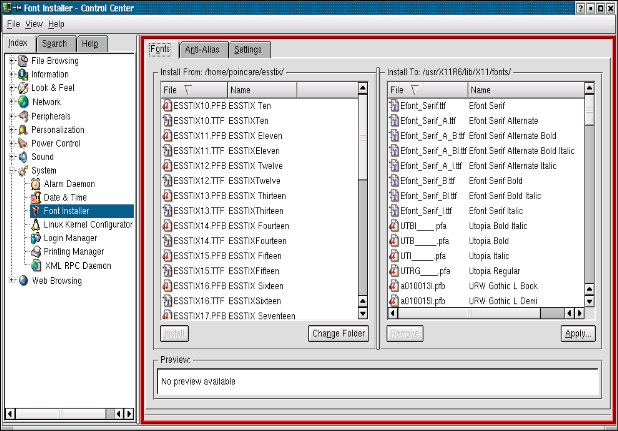 Font Installer - Control Center
File View Help
Index Search Help
File Browsing
Information
Look & Feel
Network
Peripherals
Personalization
Power Control
Sound
System
Alarm Daemon
Date & Time
Font Installer
Linux Kernel Configurator
Login Manager
Printing Manager
XML RPC Daemon
Web Browsing
Fonts Anti-Alias Settings
Install From: /home/poincare/esstix/
File Name
ESSTIX10.PFB ESSTIX Ten
ESSTIX10.TTF ESSTIXTen
ESSTIX11.PFB ESSTIX Eleven
ESSTIX11.TTF ESSTIXEleven
ESSTIX12.PFB ESSTIX Twelve
ESSTIX12.TTF ESSTIXTwelve
ESSTIX13.PFB ESSTIX Thirteen
ESSTIX13.TTF ESSTIXThirteen
ESSTIX14.PFB ESSTIX Fourteen
ESSTIX14.TTF ESSTIXFourteen
ESSTIX15.PFB ESSTIX Fifteen
ESSTIX15.TTF ESSTIXFifteen
ESSTIX16.PFB ESSTIX Sixteen
ESSTIX16.TTF ESSTIXSixteen
ESSTIX17.PFB ESSTIX Seventeen
Install Change Folder
Install To: /usr/X11R6/lib/X11/fonts/
File Name
Efont_Serif.ttf Efont Serif
Efont_Serif_A.ttf Efont Serif Alternate
Efont_Serif_A_B.ttf Efont Serif Alternate Bold
Efont_Serif_A_BI.ttf Efont Serif Alternate Bold Italic
Efont_Serif_A_I.ttf Efont Serif Alternate Italic
Efont_Serif_B.ttf Efont Serif Bold
Efont_Serif_BI.ttf Efont Serif Bold Italic
Efont_Serif_I.ttf Efont Serif Italic
UTBI____.pfa Utopia Bold Italic
UTB_____.pfa Utopia Bold
UTI_____.pfa Utopia Italic
UTRG____.pfa Utopia Regular
a010013l.pfb URW Gothic L Book
a010015l.pfb URW Gothic L Demi
Remove Apply...
Preview:
No preview available